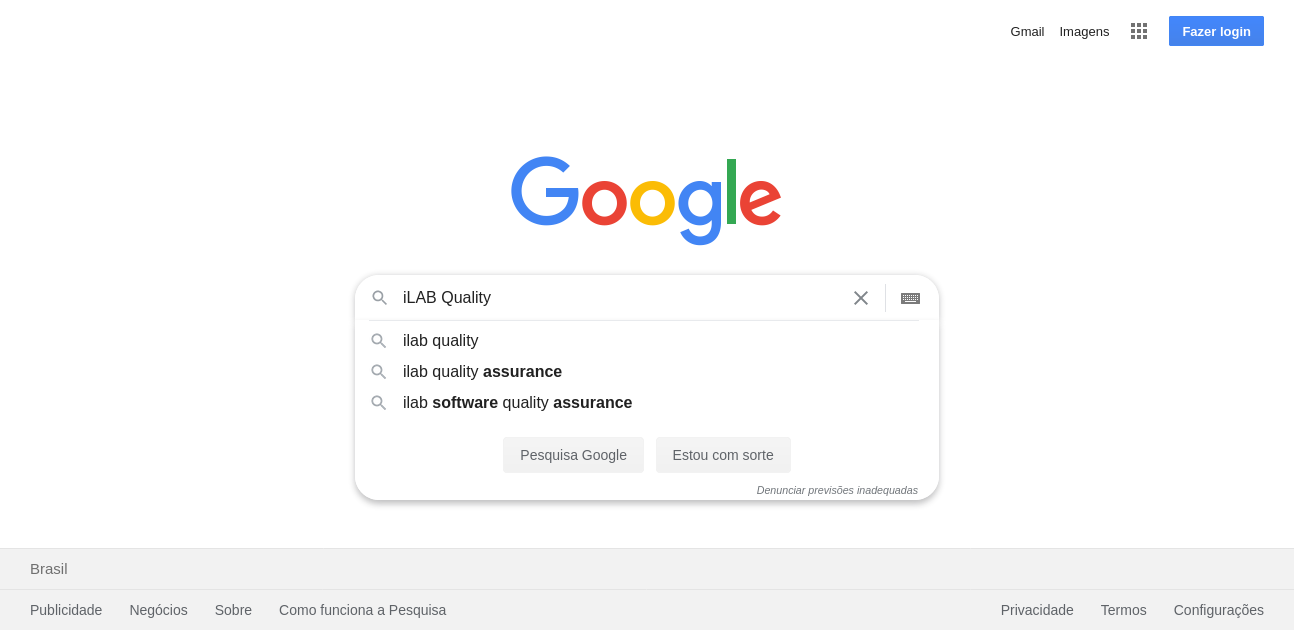 Gmail Imagens Fazer login
Google
iLAB Quality
ilab quality
ilab quality assurance
ilab software quality assurance
Pesquisa Google Estou com sorte
Denunciar previsões inadequadas
Brasil
Publicidade Negócios Sobre Como funciona a Pesquisa Privacidade Termos Configurações